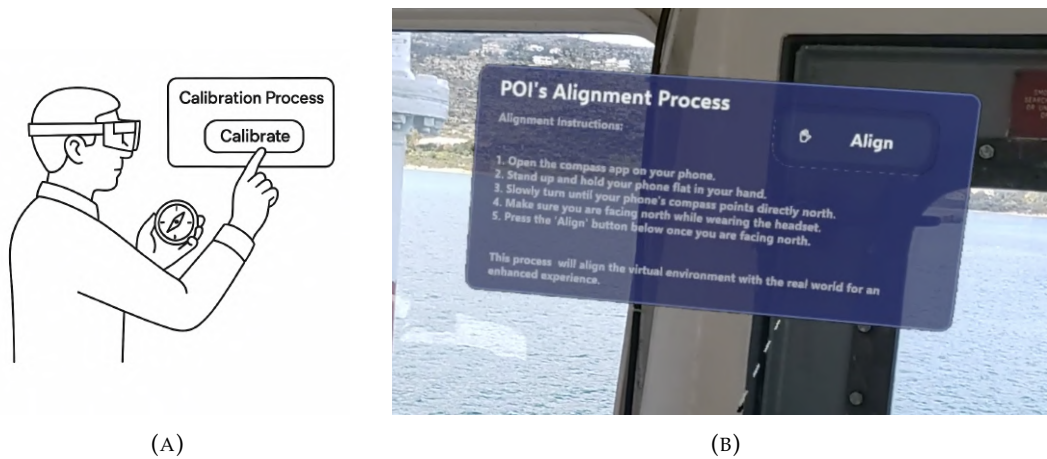 Calibration Process
Calibrate
POI's Alignment Process
Alignment Instructions:
Align
1. Open the compass app on your phone.
2. Stand up and hold your phone flat in your hand.
3. Slowly turn until your phone's compass points directly north.
4. Make sure you are facing north while wearing the headset.
5. Press the 'Align' button below once you are facing north.
This process will align the virtual environment with the real world for an
enhanced experience.
(A)
(B)